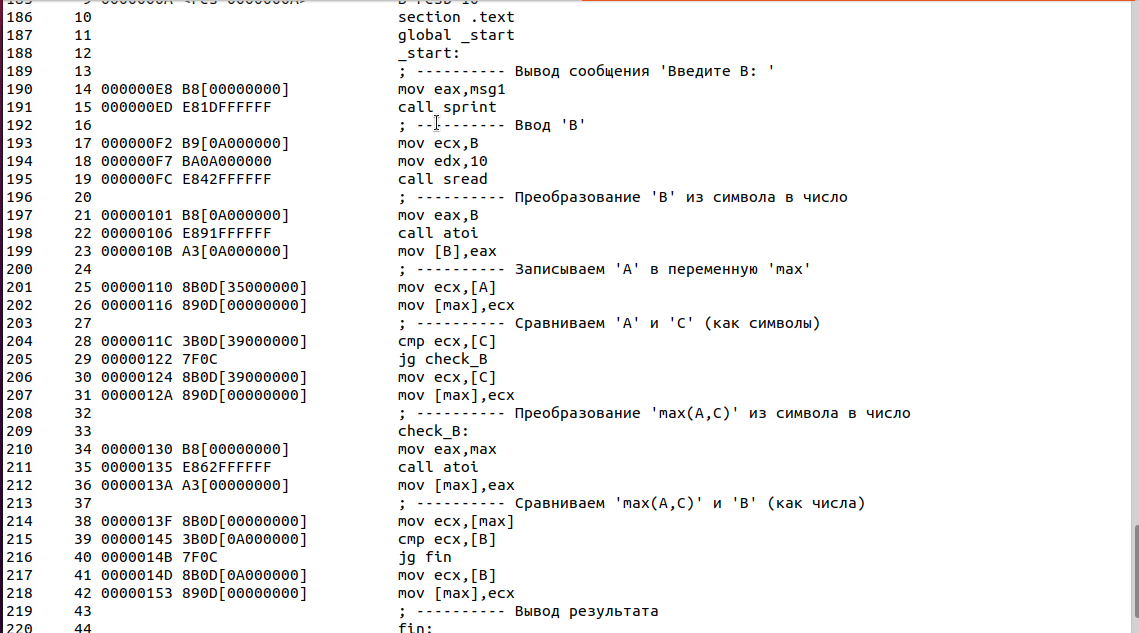 186 10 section .text
187 11 global _start
188 12 _start:
189 13 ; ---------- Вывод сообщения 'Введите B: '
190 14 000000E8 B8[00000000] mov eax,msg1
191 15 000000ED E81DFFFFFF call sprint
192 16 ; ---------- Ввод 'B'
193 17 000000F2 B9[0A000000] mov ecx,B
194 18 000000F7 BA0A000000 mov edx,10
195 19 000000FC E842FFFFFF call sread
196 20 ; ---------- Преобразование 'B' из символа в число
197 21 00000101 B8[0A000000] mov eax,B
198 22 00000106 E891FFFFFF call atoi
199 23 0000010B A3[0A000000] mov [B],eax
200 24 ; ---------- Записываем 'A' в переменную 'max'
201 25 00000110 8B0D[35000000] mov ecx,[A]
202 26 00000116 890D[00000000] mov [max],ecx
203 27 ; ---------- Сравниваем 'A' и 'С' (как символы)
204 28 0000011C 3B0D[39000000] cmp ecx,[C]
205 29 00000122 7F0C jg check_B
206 30 00000124 8B0D[39000000] mov ecx,[C]
207 31 0000012A 890D[00000000] mov [max],ecx
208 32 ; ---------- Преобразование 'max(A,C)' из символа в число
209 33 check_B:
210 34 00000130 B8[00000000] mov eax,max
211 35 00000135 E862FFFFFF call atoi
212 36 0000013A A3[00000000] mov [max],eax
213 37 ; ---------- Сравниваем 'max(A,C)' и 'B' (как числа)
214 38 0000013F 8B0D[00000000] mov ecx,[max]
215 39 00000145 3B0D[0A000000] cmp ecx,[B]
216 40 0000014B 7F0C jg fin
217 41 0000014D 8B0D[0A000000] mov ecx,[B]
218 42 00000153 890D[00000000] mov [max],ecx
219 43 ; ---------- Вывод результата
220 44 fin: